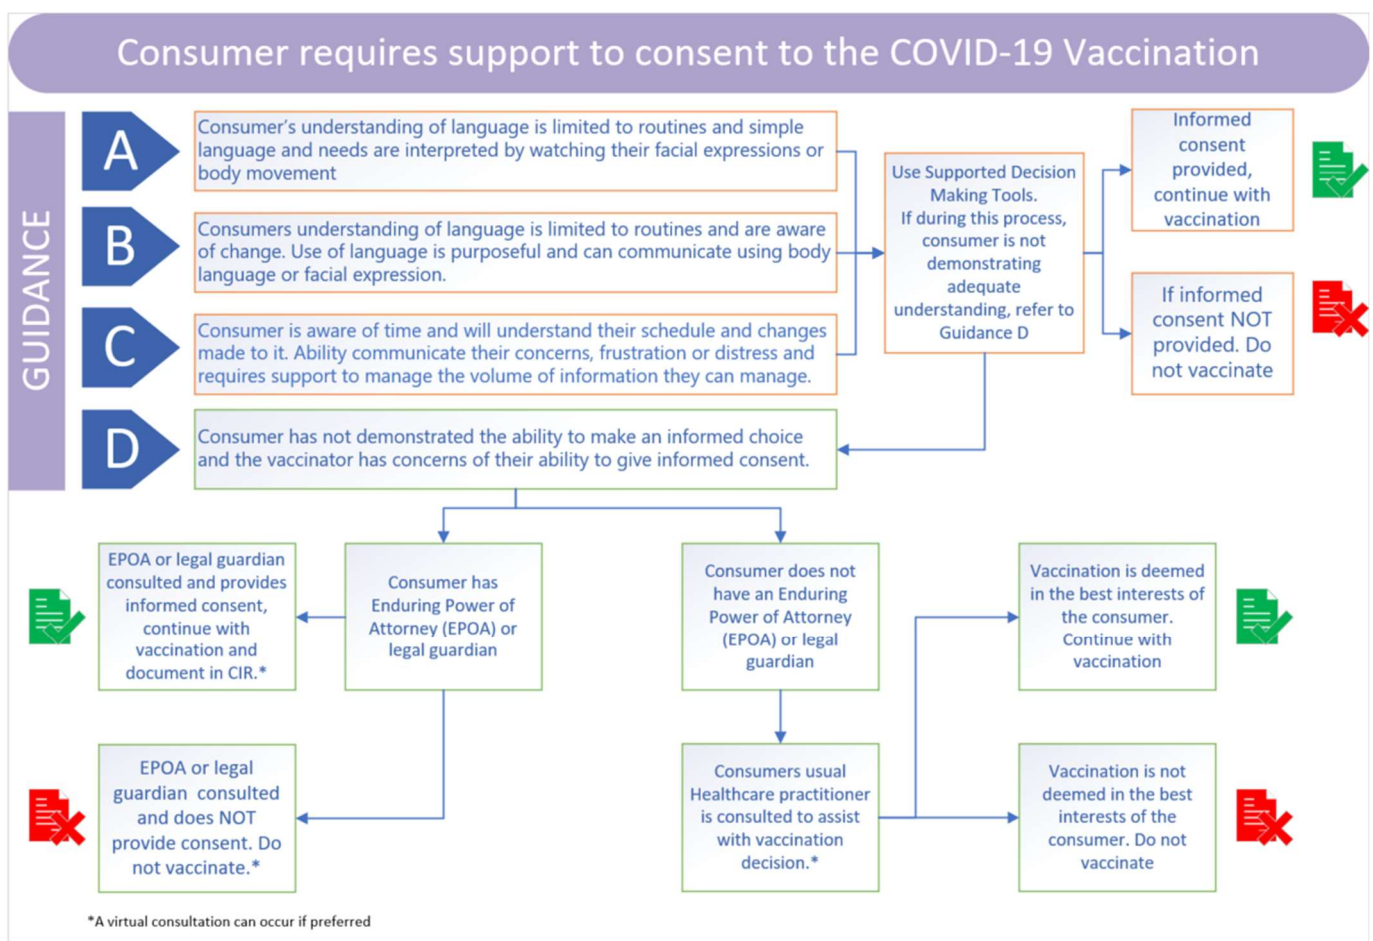 Consumer requires support to consent to the COVID-19 Vaccination
GUIDANCE
A
Consumer's understanding of language is limited to routines and simple
language and needs are interpreted by watching their facial expressions or
body movement
B
Consumers understanding of language is limited to routines and are aware
of change. Use of language is purposeful and can communicate using body
language or facial expression.
C
Consumer is aware of time and will understand their schedule and changes
made to it. Ability communicate their concerns, frustration or distress and
requires support to manage the volume of information they can manage.
D
Consumer has not demonstrated the ability to make an informed choice
and the vaccinator has concerns of their ability to give informed consent.
Use Supported Decision
Making Tools.
If during this process,
consumer is not
demonstrating
adequate
understanding, refer to
Guidance D
Informed
consent
provided,
continue with
vaccination
If informed
consent NOT
provided. Do
not vaccinate
EPOA or legal guardian
consulted and provides
informed consent,
continue with
vaccination and
document in CIR.*
Consumer has
Enduring Power of
Attorney (EPOA) or
legal guardian
Consumer does not
have an Enduring
Power of Attorney
(EPOA) or legal
guardian
Vaccination is deemed
in the best interests of
the consumer.
Continue with
vaccination
EPOA or legal
guardian consulted
and does NOT
provide consent. Do
not vaccinate.*
Consumers usual
Healthcare practitioner
is consulted to assist
with vaccination
decision.*
Vaccination is not
deemed in the best
interests of the
consumer. Do not
vaccinate
*A virtual consultation can occur if preferred